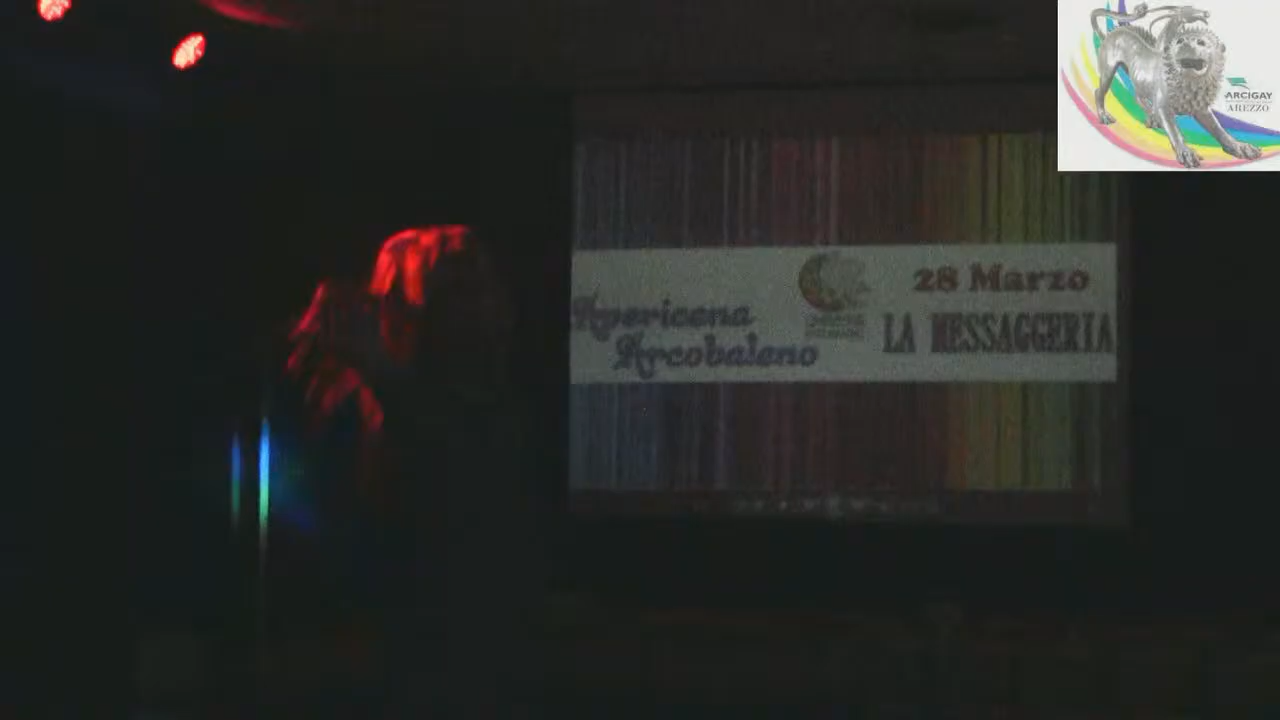 ARCIGAY
AREZZO
28 Marzo
Apericena
Arcobaleno
LA MESSAGGERIA